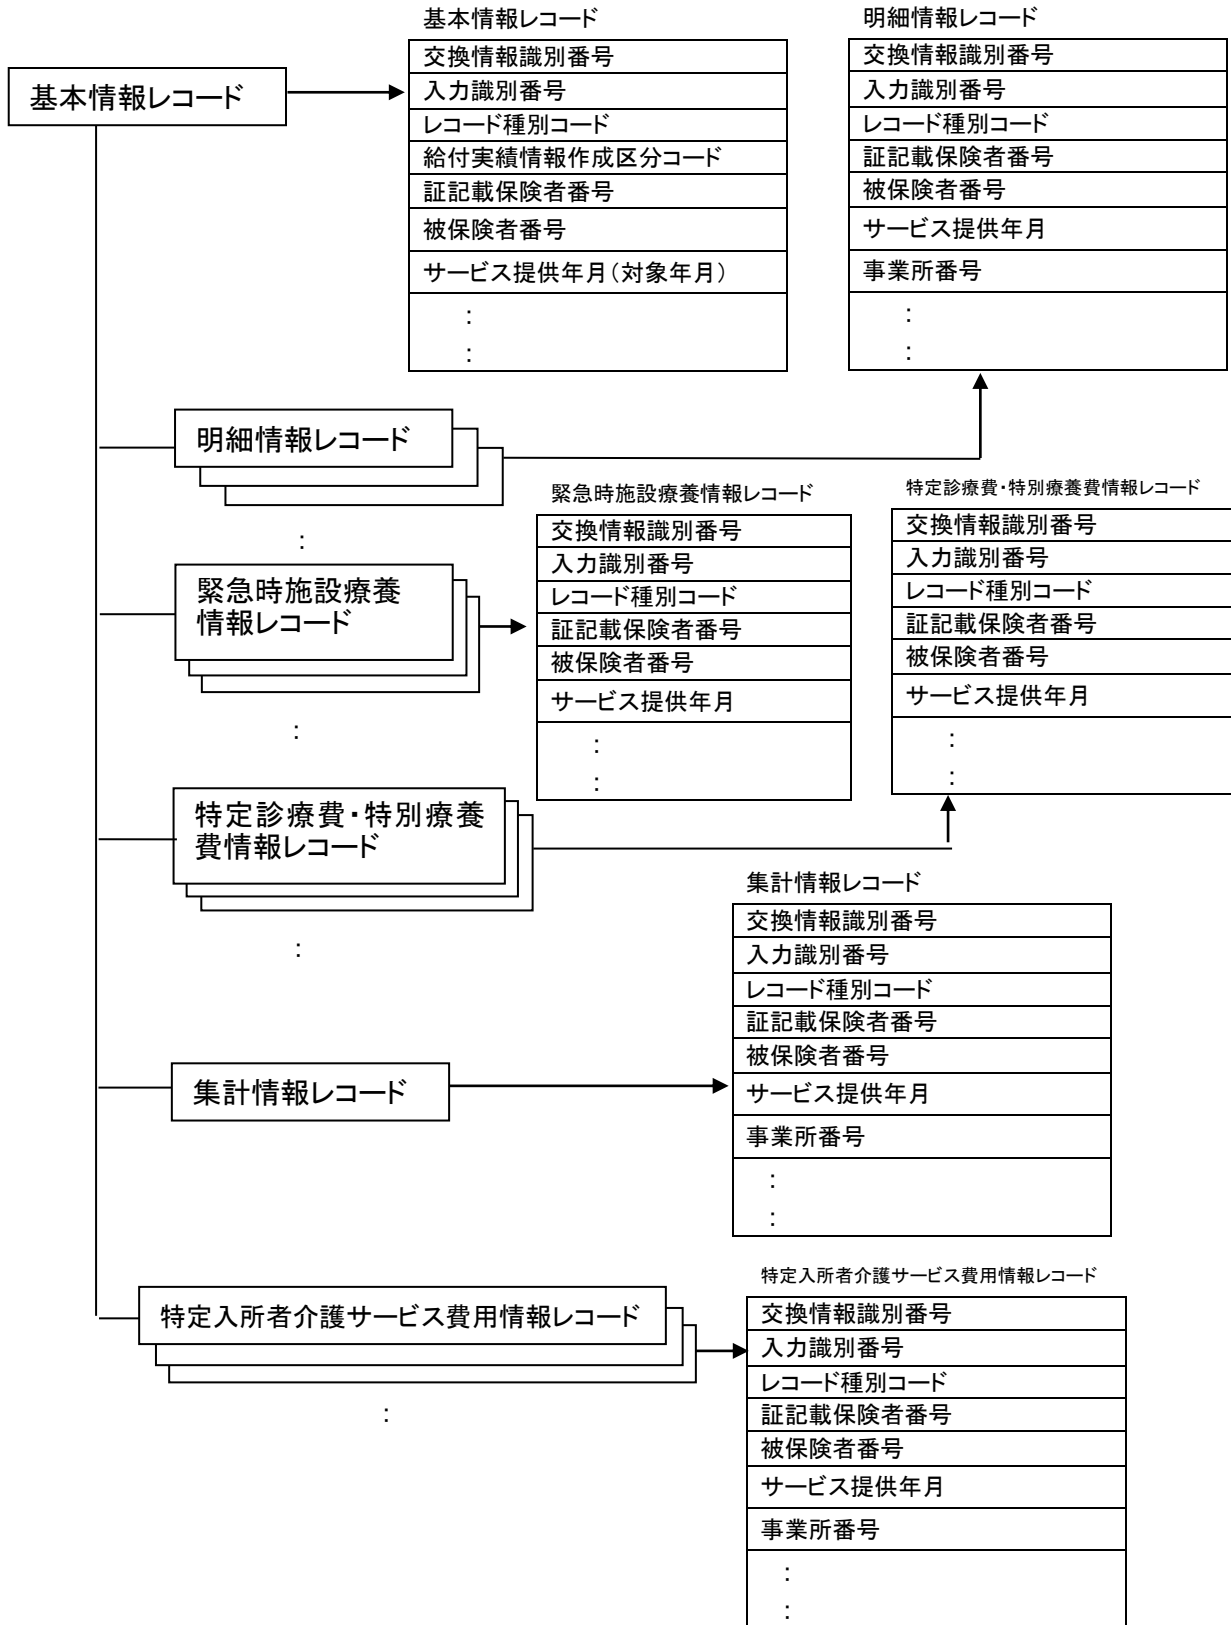 基本情報レコード
基本情報レコード
交換情報識別番号
入力識別番号
レコード種別コード
給付実績情報作成区分コード
証記載保険者番号
被保険者番号
サービス提供年月(対象年月)
:
:
明細情報レコード
交換情報識別番号
入力識別番号
レコード種別コード
証記載保険者番号
被保険者番号
サービス提供年月
事業所番号
:
:
明細情報レコード
:
緊急時施設療養
情報レコード
:
緊急時施設療養情報レコード
交換情報識別番号
入力識別番号
レコード種別コード
証記載保険者番号
被保険者番号
サービス提供年月
:
:
特定診療費・特別療養費情報レコード
交換情報識別番号
入力識別番号
レコード種別コード
証記載保険者番号
被保険者番号
サービス提供年月
:
:
特定診療費・特別療養
費情報レコード
:
集計情報レコード
集計情報レコード
交換情報識別番号
入力識別番号
レコード種別コード
証記載保険者番号
被保険者番号
サービス提供年月
事業所番号
:
:
特定入所者介護サービス費用情報レコード
:
特定入所者介護サービス費用情報レコード
交換情報識別番号
入力識別番号
レコード種別コード
証記載保険者番号
被保険者番号
サービス提供年月
事業所番号
:
: